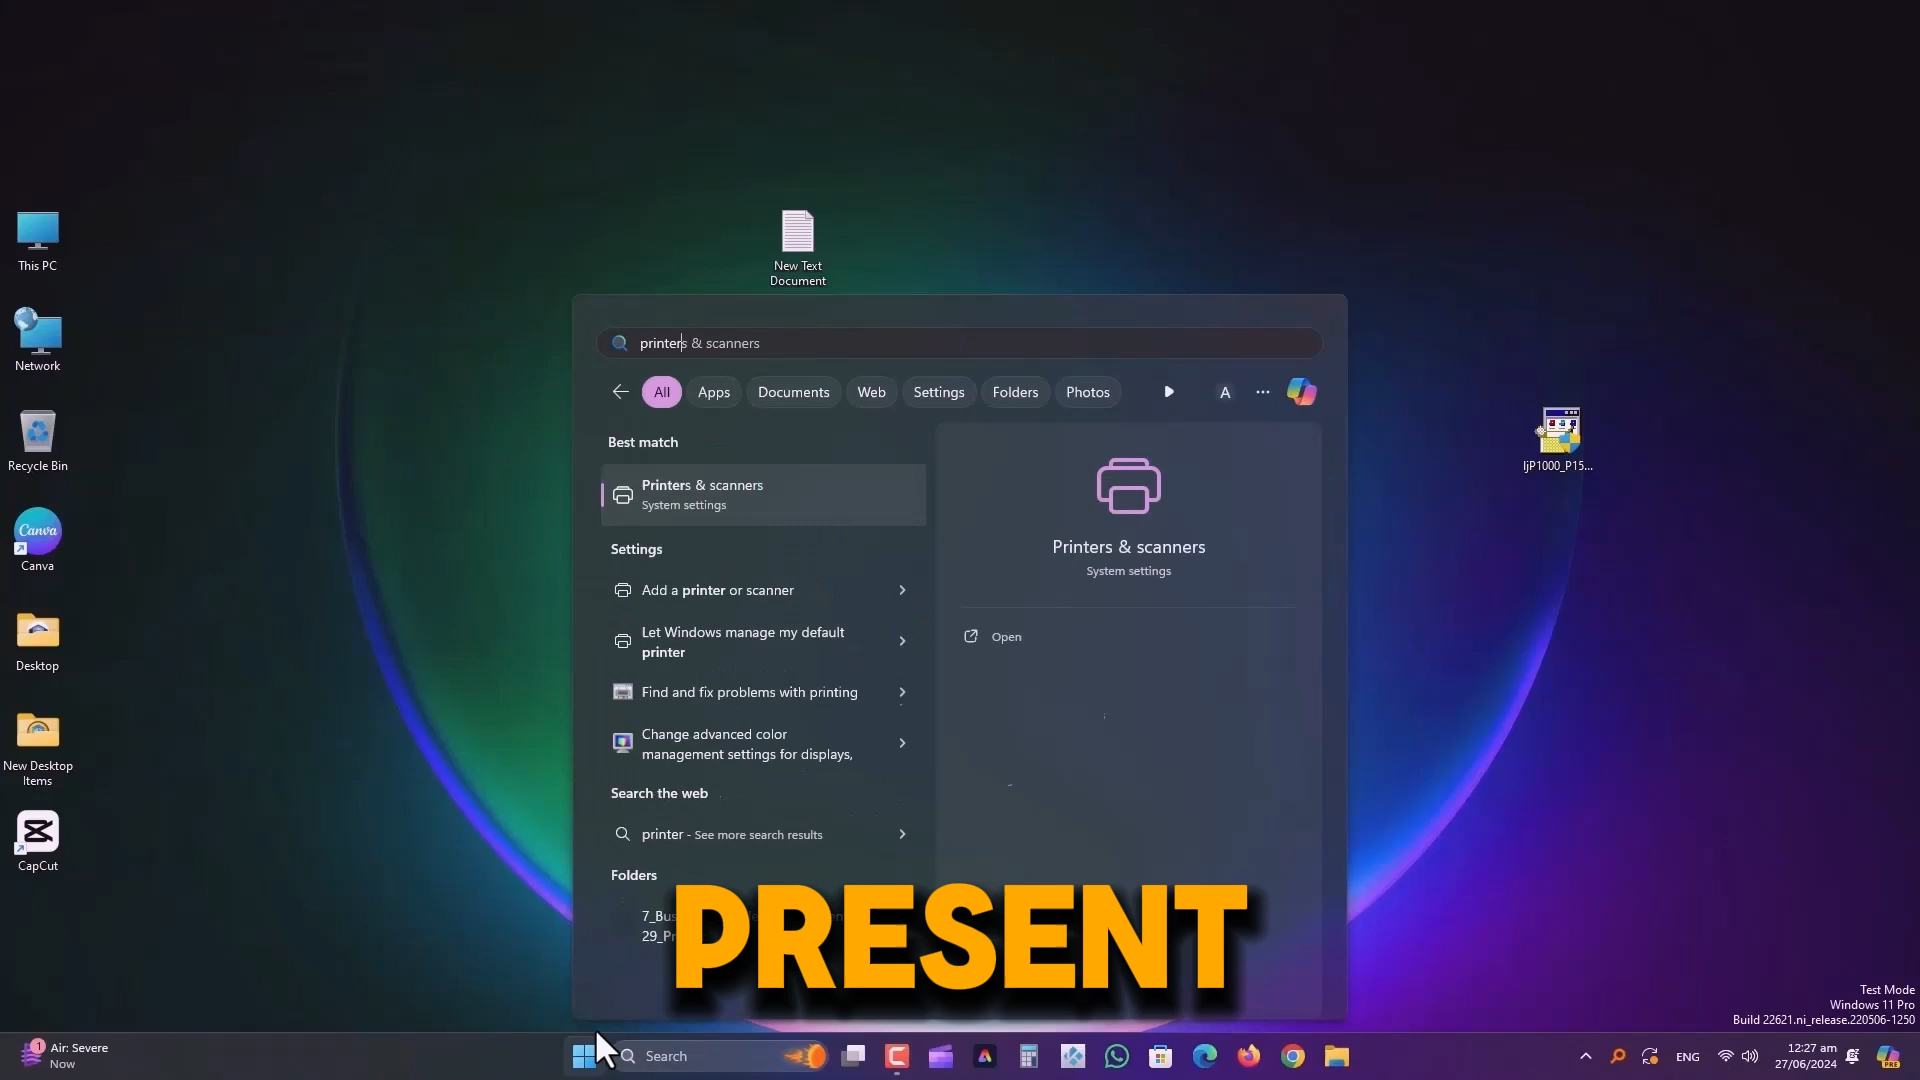 This PC
Network
Recycle Bin
Canva
Canva
Desktop
New Desktop
Items
CapCut
New Text
Document
printers & scanners
All
Apps
Documents
Web
Settings
Folders
Photos
A
Best match
Printers & scanners
System settings
Settings
Add a printer or scanner
Let Windows manage my default
printer
Find and fix problems with printing
Change advanced color
management settings for displays,
Search the web
printer - See more search results
Folders
Printers & scanners
System settings
Open
PRESENT
ljP1000_P15...
Test Mode
Windows 11 Pro
Build 22621.ni_release.220506-1250
1
Air: Severe
Now
Search
ENG
12:27 am
27/06/2024
PRE